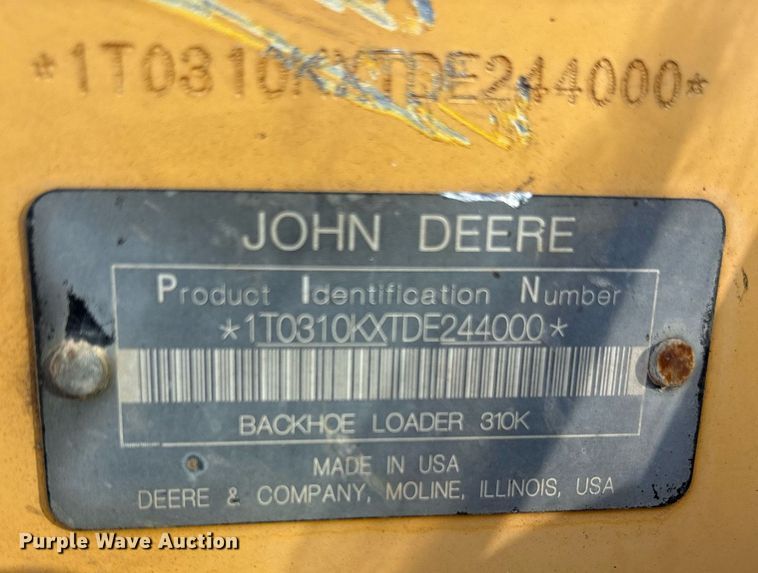 *1T0310KXTDE244000*
JOHN DEERE
Product Identification Number
*1T0310KXTDE244000*
BACKHOE LOADER 310K
MADE IN USA
DEERE & COMPANY, MOLINE, ILLINOIS, USA
Purple Wave Auction